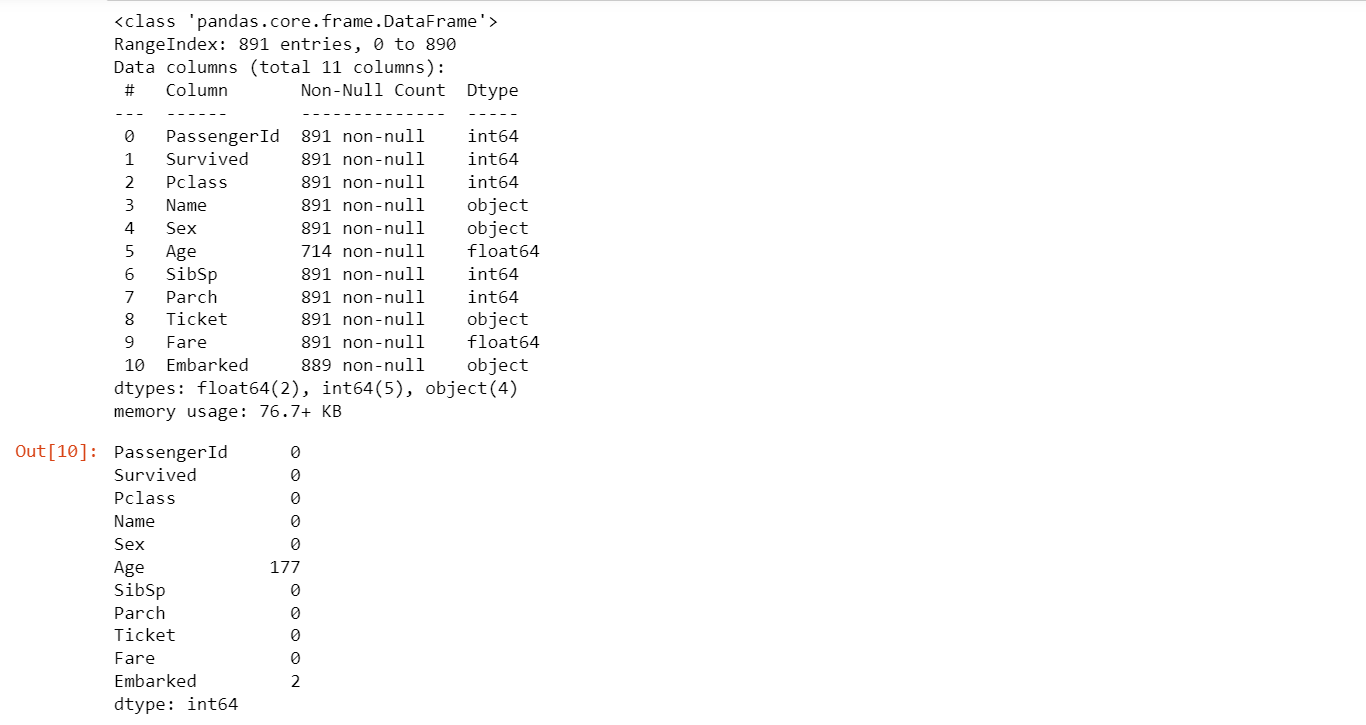 <class 'pandas.core.frame.DataFrame'>
RangeIndex: 891 entries, 0 to 890
Data columns (total 11 columns):
 #   Column       Non-Null Count  Dtype
---  ------       --------------  -----
 0   PassengerId  891 non-null    int64
 1   Survived     891 non-null    int64
 2   Pclass       891 non-null    int64
 3   Name         891 non-null    object
 4   Sex          891 non-null    object
 5   Age          714 non-null    float64
 6   SibSp        891 non-null    int64
 7   Parch        891 non-null    int64
 8   Ticket       891 non-null    object
 9   Fare         891 non-null    float64
 10  Embarked     889 non-null    object
dtypes: float64(2), int64(5), object(4)
memory usage: 76.7+ KB
Out[10]: PassengerId      0
Survived         0
Pclass           0
Name             0
Sex              0
Age            177
SibSp            0
Parch            0
Ticket           0
Fare             0
Embarked         2
dtype: int64